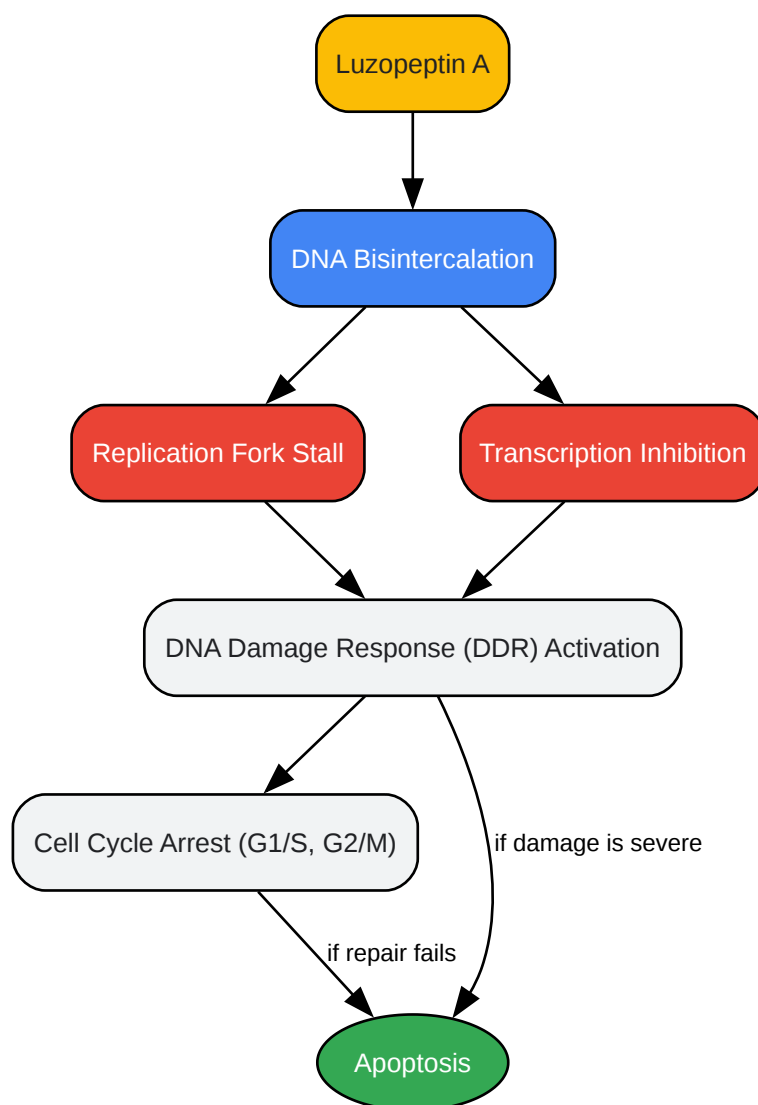 Luzopeptin A
DNA Bisintercalation
Replication Fork Stall
Transcription Inhibition
DNA Damage Response (DDR) Activation
Cell Cycle Arrest (G1/S, G2/M)
if damage is severe
if repair fails
Apoptosis